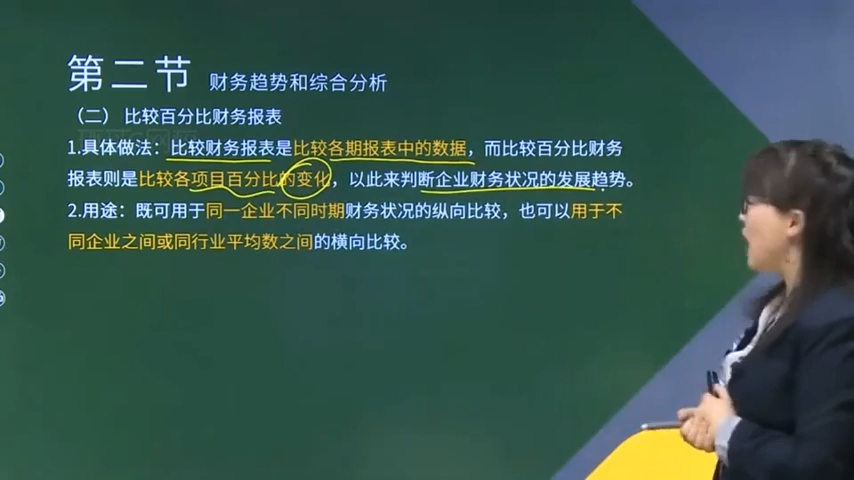 第二节 财务趋势和综合分析
（二） 比较百分比财务报表
1.具体做法：比较财务报表是比较各期报表中的数据，而比较百分比财务
报表则是比较各项目百分比的变化，以此来判断企业财务状况的发展趋势。
2.用途：既可用于同一企业不同时期财务状况的纵向比较，也可以用于不
同企业之间或同行业平均数之间的横向比较。